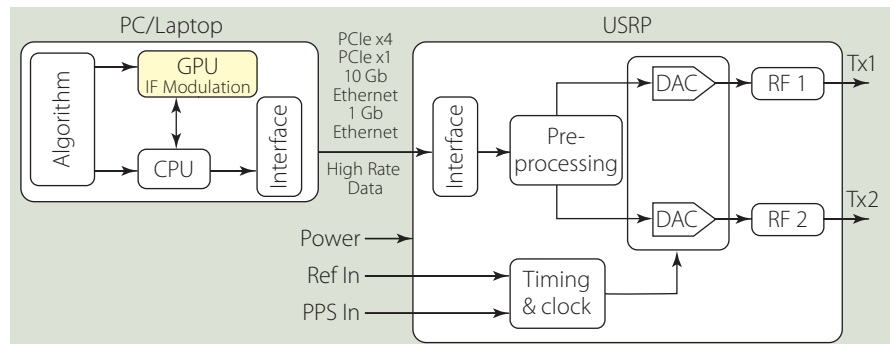 PC/Laptop
USRP
Algorithm
GPU
IF Modulation
CPU
Interface
PCIe x4
PCIe x1
10 Gb
Ethernet
1 Gb
Ethernet
High Rate
Data
Interface
Pre-
processing
DAC
RF 1
Tx1
DAC
RF 2
Tx2
Power
Ref In
PPS In
Timing
& clock